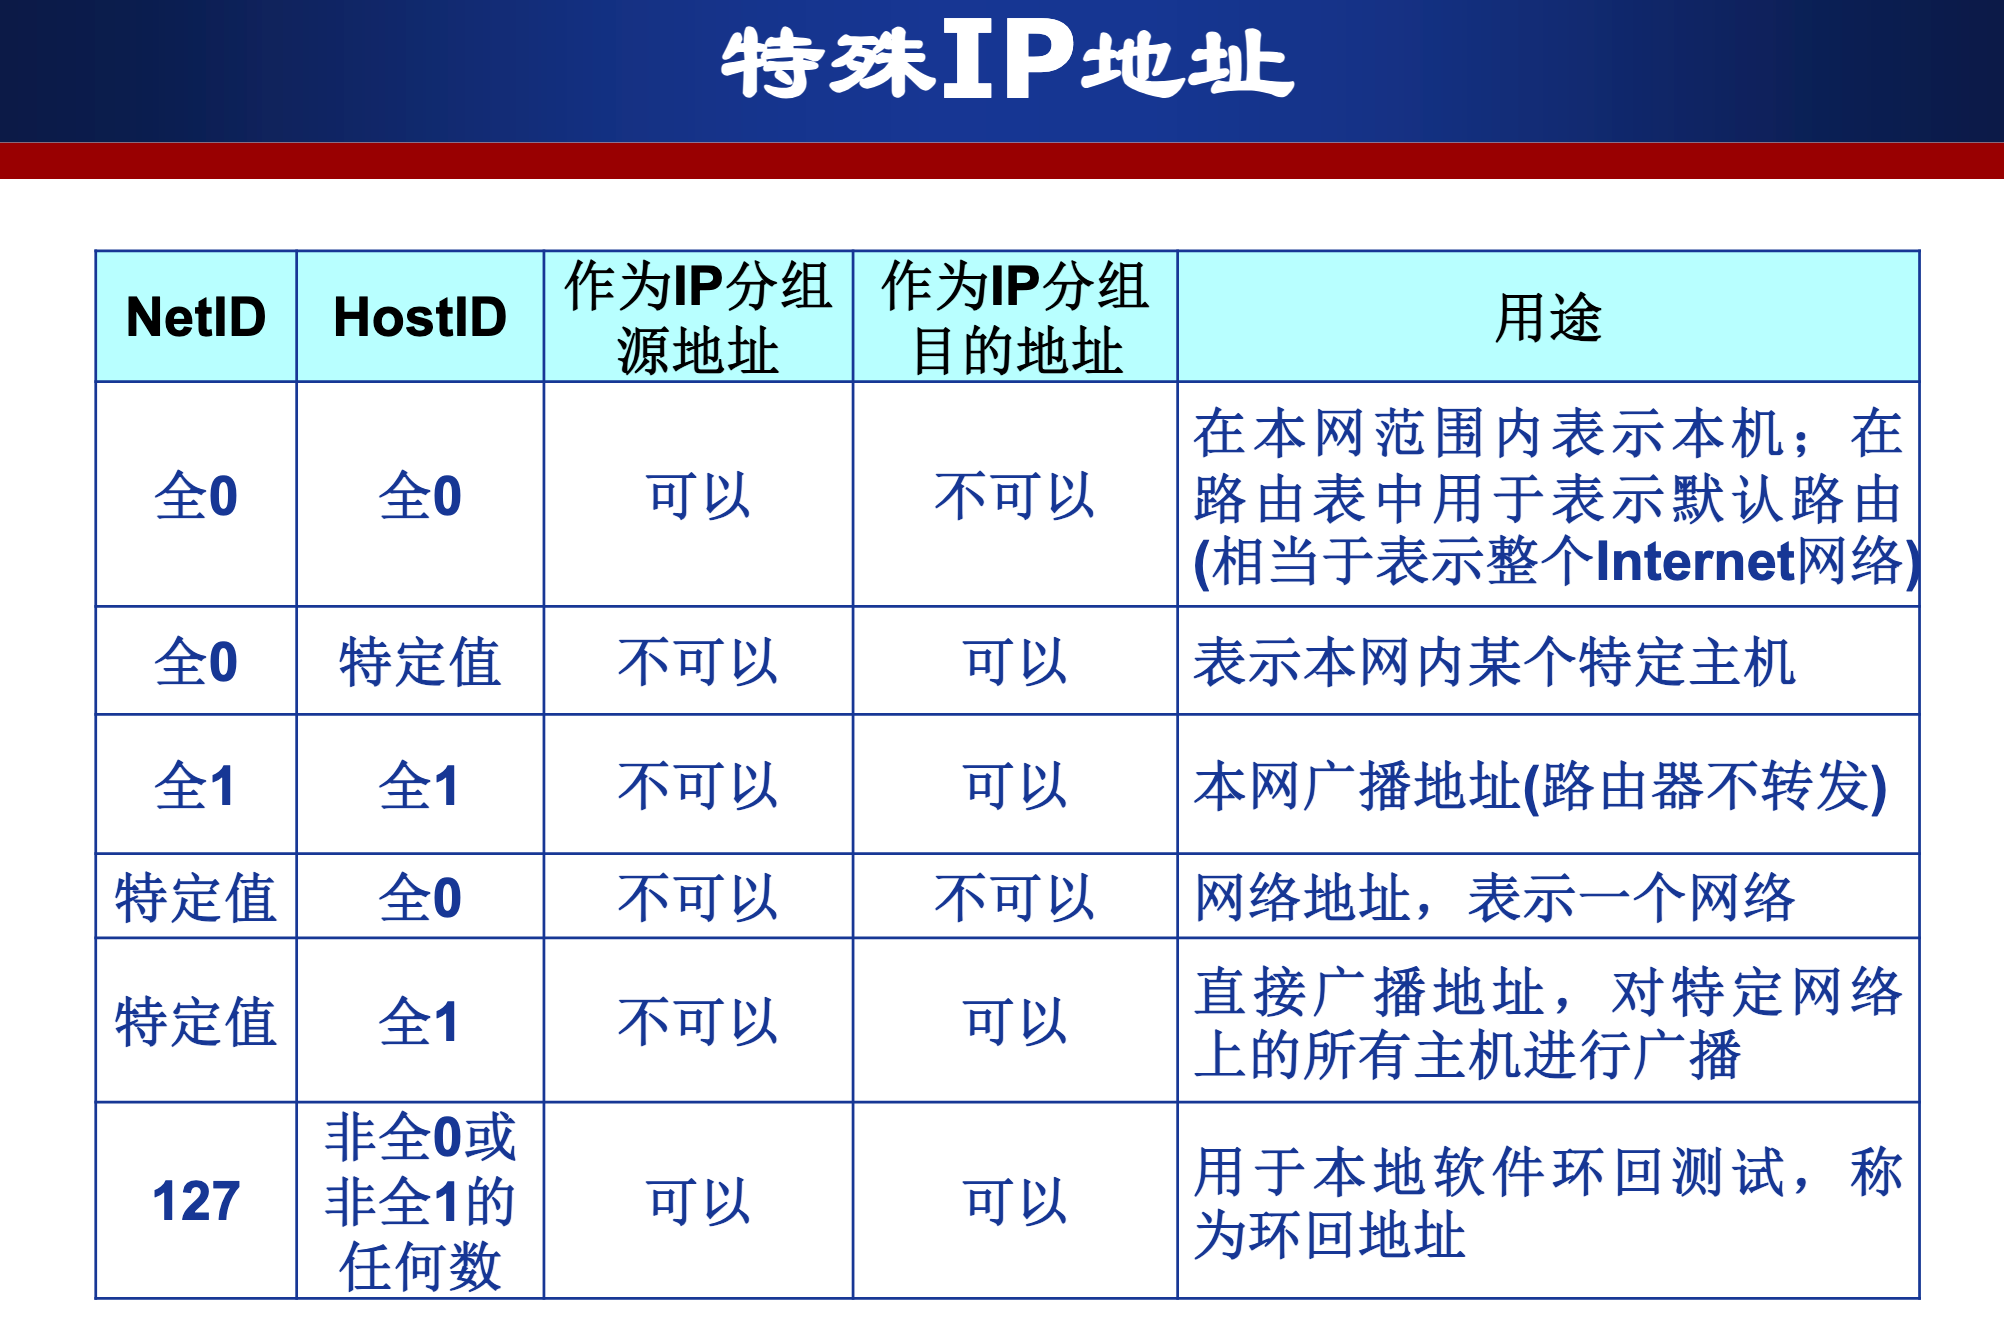 特殊IP地址
NetID
HostID
作为IP分组
源地址
作为IP分组
目的地址
用途
全0
全0
可以
不可以
在本网范围内表示本机；在
路由表中用于表示默认路由
(相当于表示整个Internet网络)
全0
特定值
不可以
可以
表示本网内某个特定主机
全1
全1
不可以
可以
本网广播地址(路由器不转发)
特定值
全0
不可以
不可以
网络地址，表示一个网络
特定值
全1
不可以
可以
直接广播地址，对特定网络
上的所有主机进行广播
127
非全0或
非全1的
任何数
可以
可以
用于本地软件环回测试，称
为环回地址